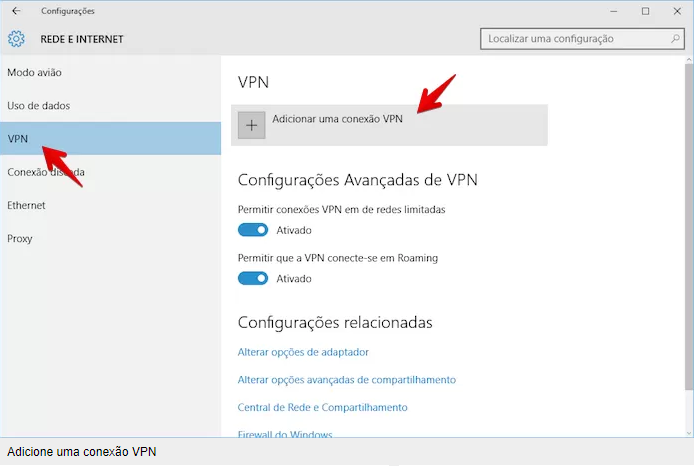 Configurações
REDE E INTERNET
Localizar uma configuração
Modo avião
Uso de dados
VPN
Conexão discada
Ethernet
Proxy
VPN
Adicionar uma conexão VPN
Configurações Avançadas de VPN
Permitir conexões VPN em de redes limitadas
Ativado
Permitir que a VPN conecte-se em Roaming
Ativado
Configurações relacionadas
Alterar opções de adaptador
Alterar opções avançadas de compartilhamento
Central de Rede e Compartilhamento
Firewall do Windows
Adicione uma conexão VPN